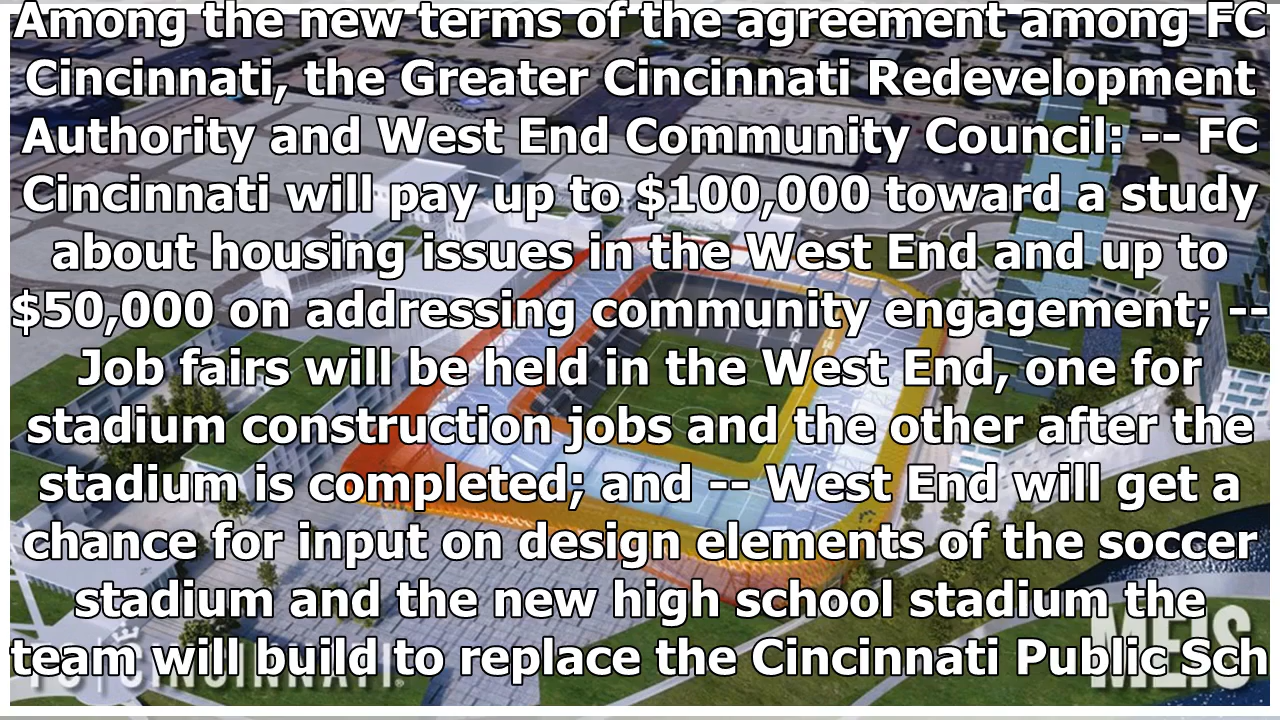 Among the new terms of the agreement among FC
Cincinnati, the Greater Cincinnati Redevelopment
Authority and West End Community Council: -- FC
Cincinnati will pay up to $100,000 toward a study
about housing issues in the West End and up to
$50,000 on addressing community engagement; --
Job fairs will be held in the West End, one for
stadium construction jobs and the other after the
stadium is completed; and -- West End will get a
chance for input on design elements of the soccer
stadium and the new high school stadium the
team will build to replace the Cincinnati Public Sch
FC CINCINNATI
MEIS